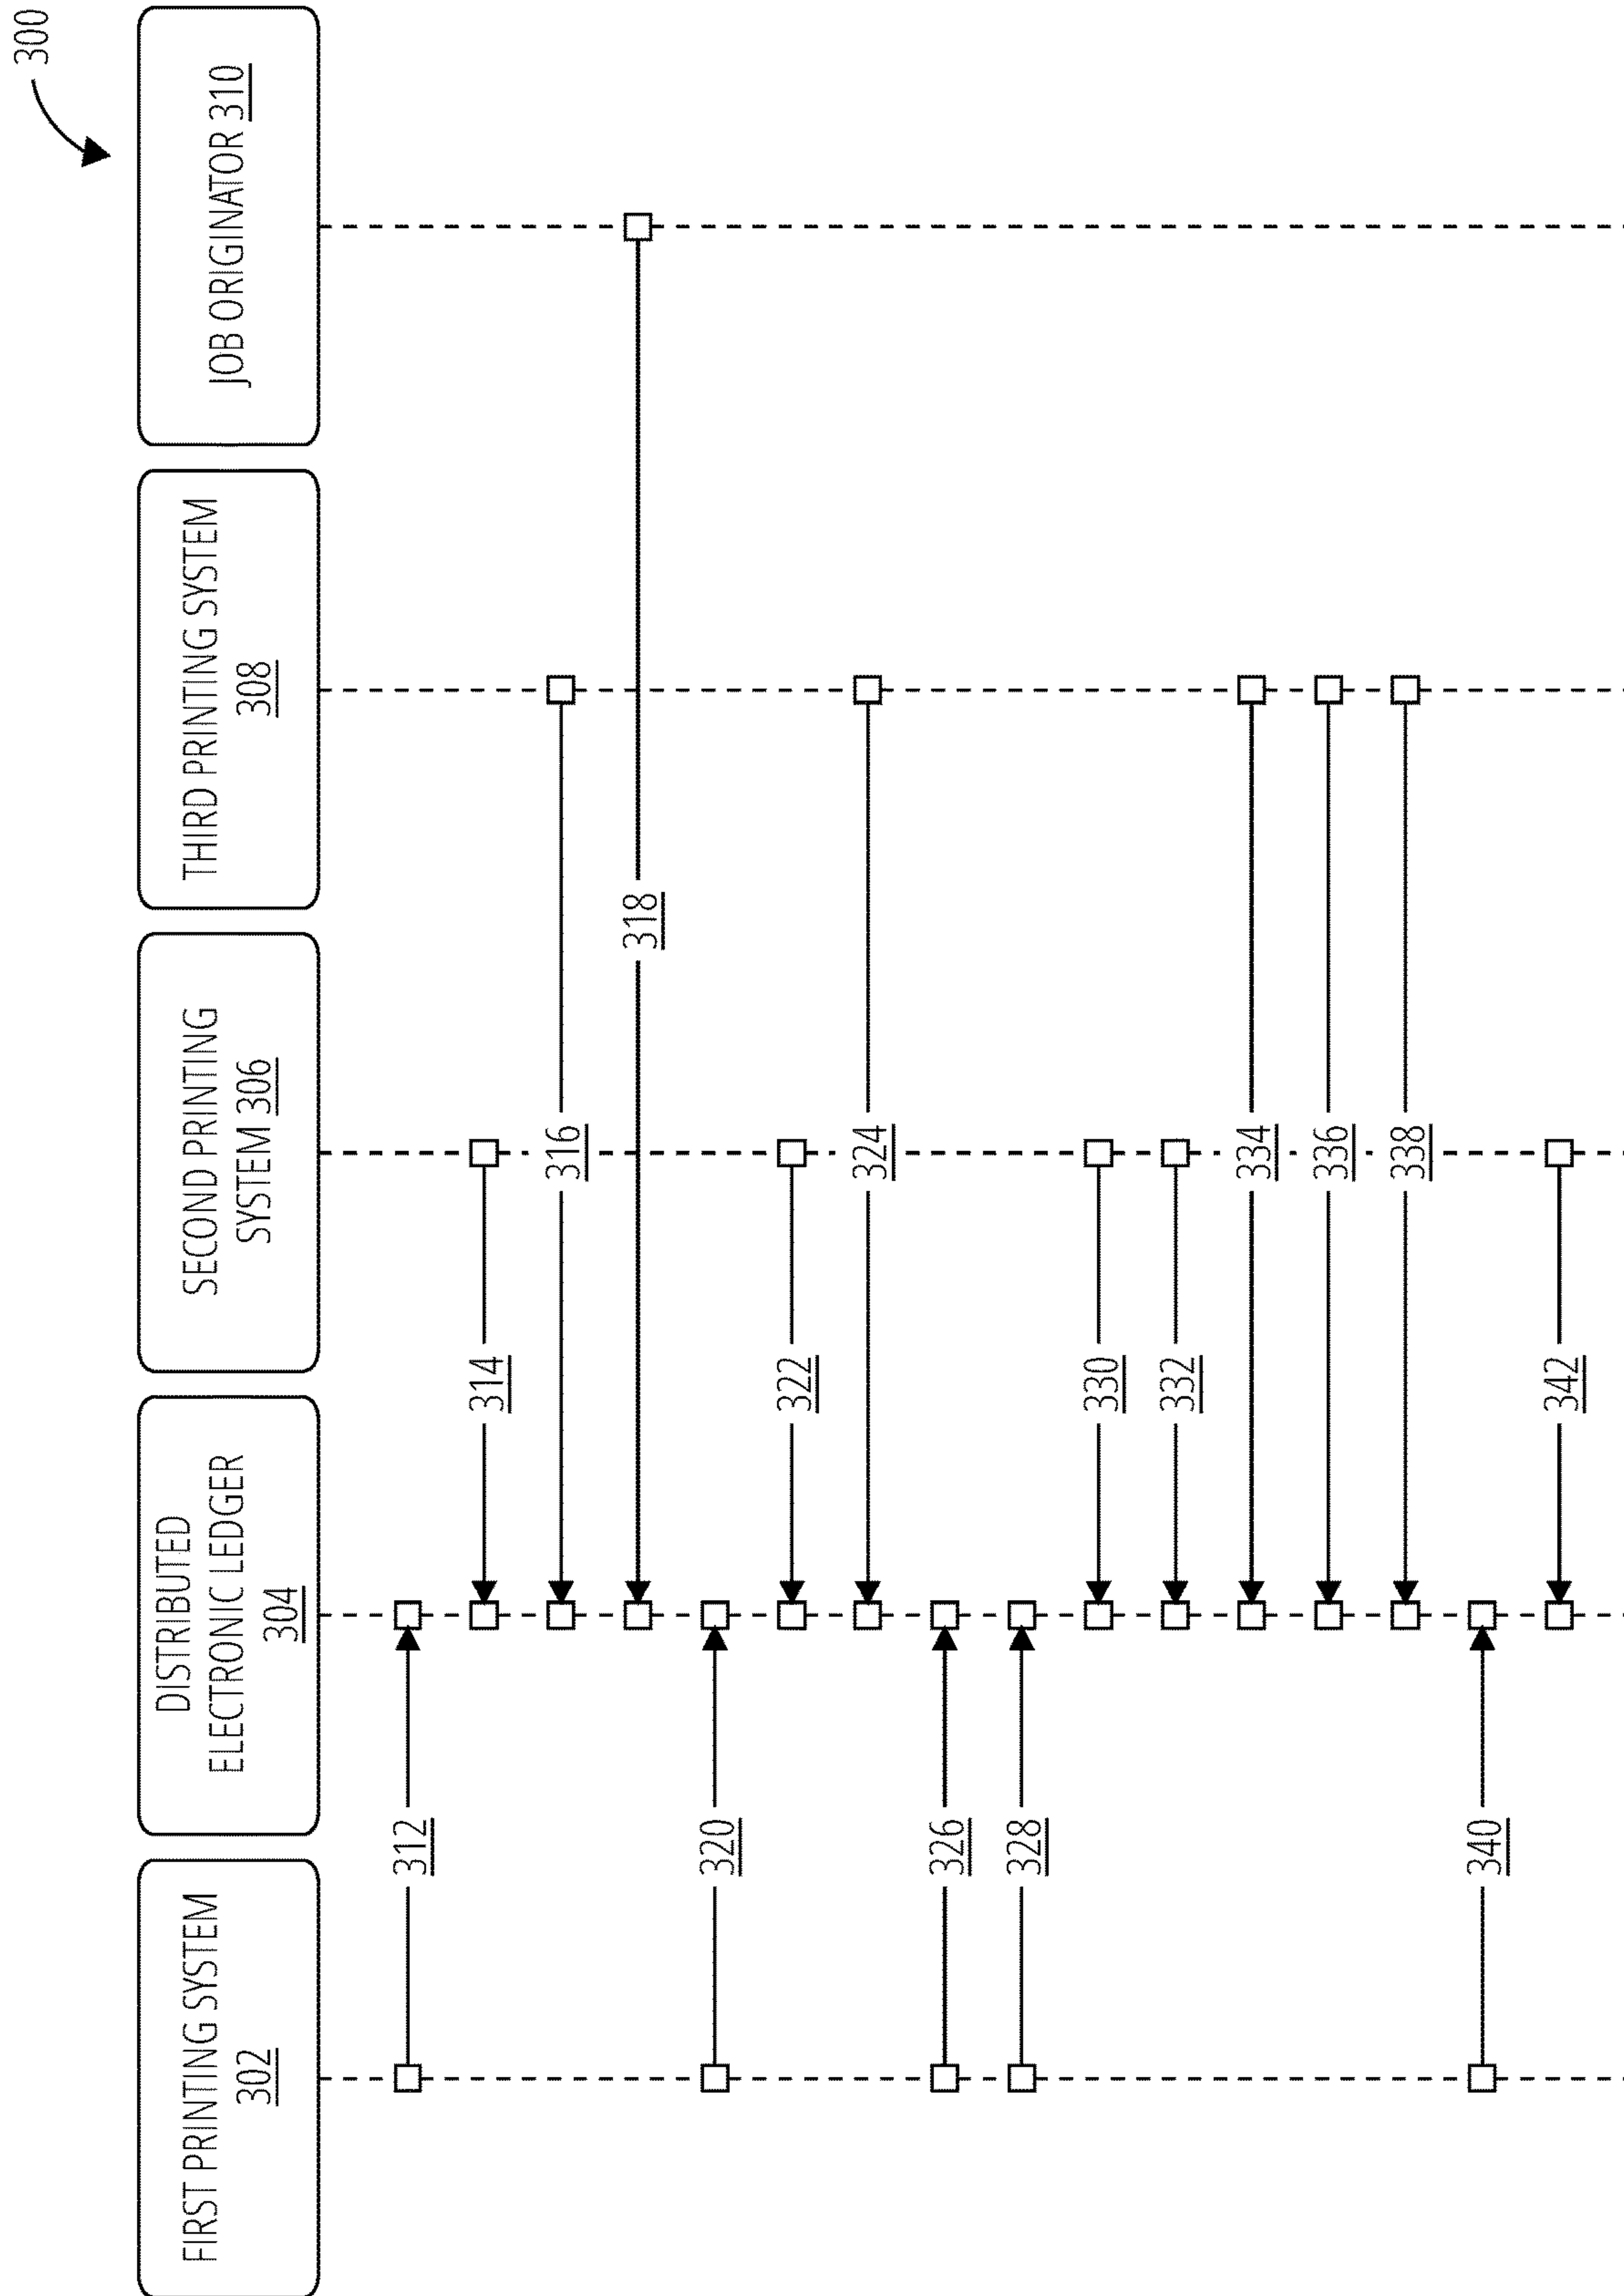 300
FIRST PRINTING SYSTEM
302
DISTRIBUTED
ELECTRONIC LEDGER
304
SECOND PRINTING
SYSTEM 306
THIRD PRINTING SYSTEM
308
JOB ORIGINATOR 310
312
314
316
318
320
322
324
326
328
330
332
334
336
338
340
342